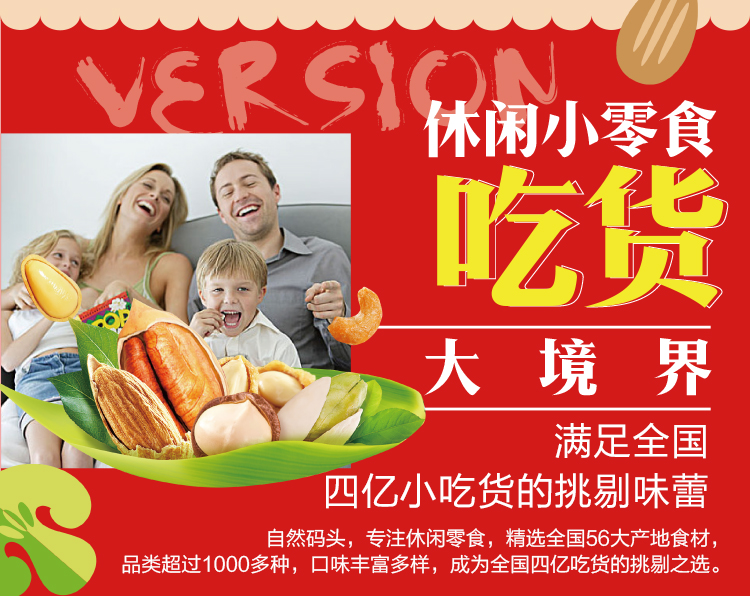 VERSION
休闲小零食
吃货
大境界
满足全国
四亿小吃货的挑剔味蕾
自然码头，专注休闲零食，精选全国56大产地食材，
品类超过1000多种，口味丰富多样，成为全国四亿吃货的挑剔之选。